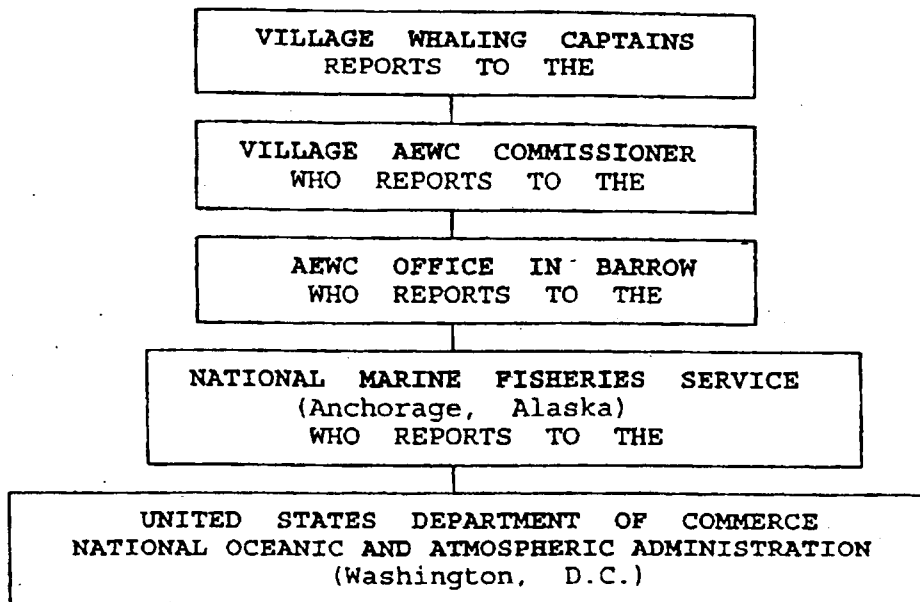 VILLAGE WHALING CAPTAINS
REPORTS TO THE
VILLAGE AEWC COMMISSIONER
WHO REPORTS TO THE
AEWC OFFICE IN BARROW
WHO REPORTS TO THE
NATIONAL MARINE FISHERIES SERVICE
(Anchorage, Alaska)
WHO REPORTS TO THE
UNITED STATES DEPARTMENT OF COMMERCE
NATIONAL OCEANIC AND ATMOSPHERIC ADMINISTRATION
(Washington, D.C.)